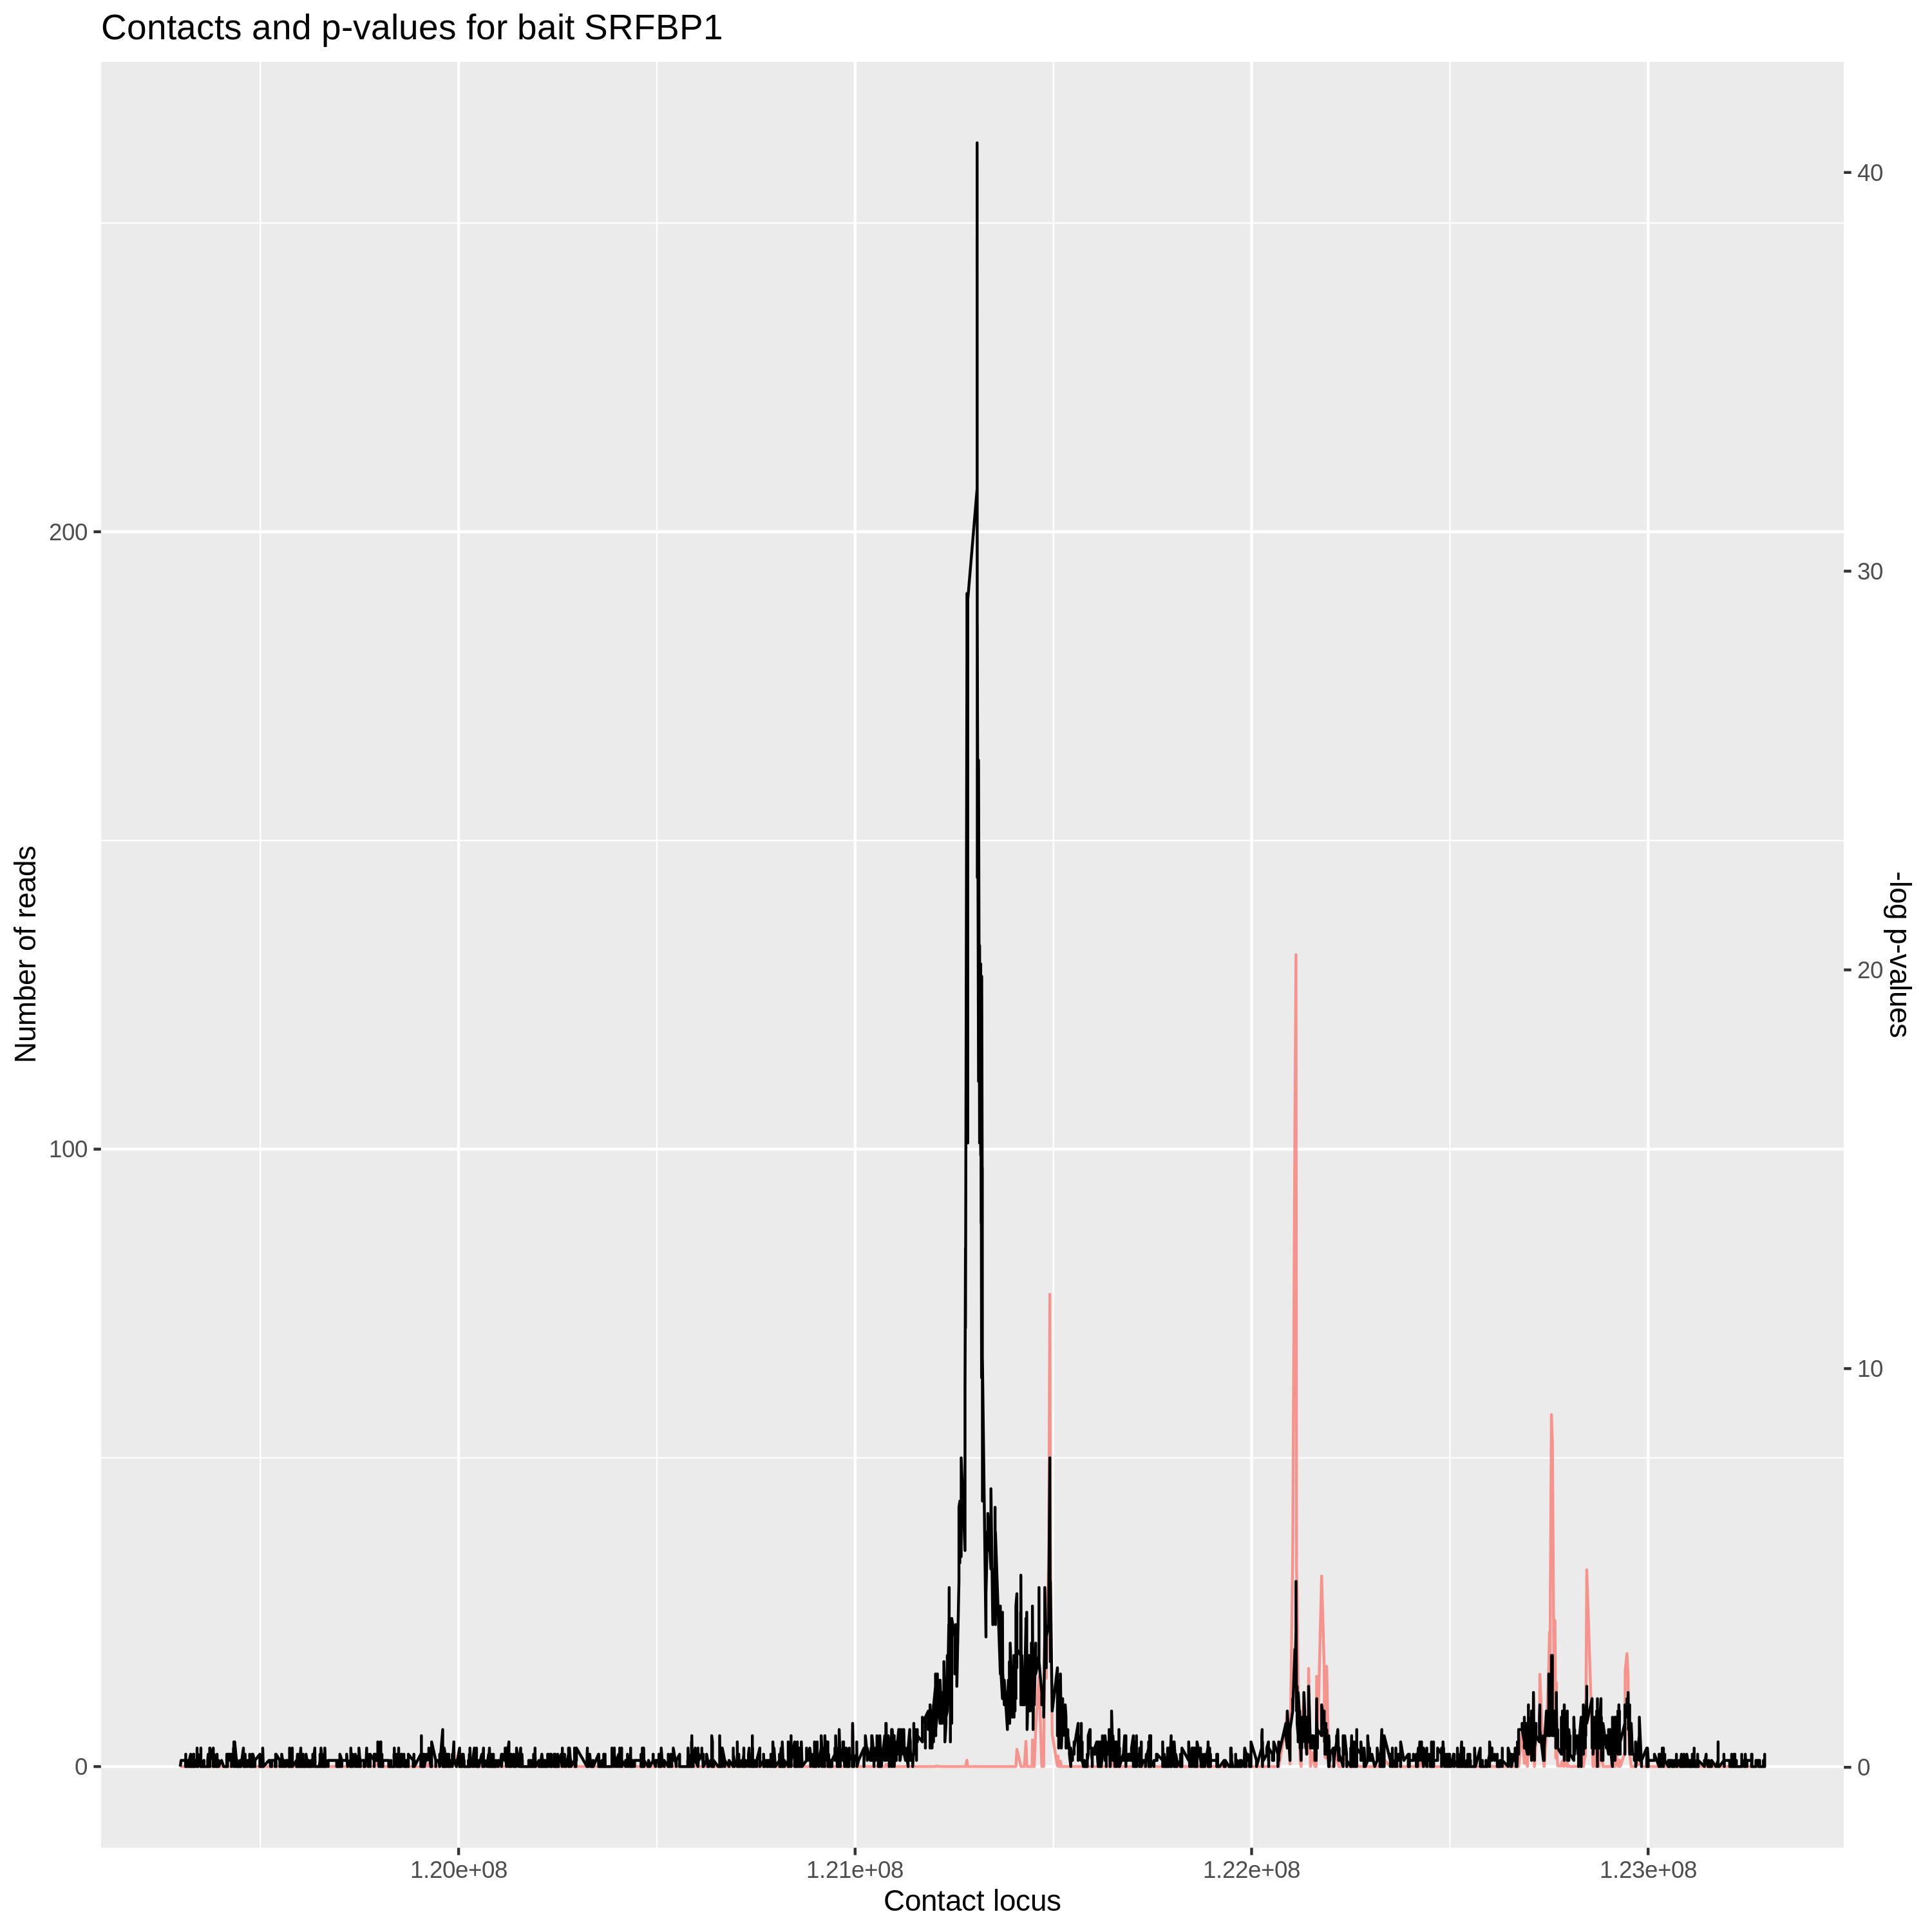 Contacts and p-values for bait SRFBP1
Number of reads
200
100
0
40
30
20
10
0
-log p-values
1.20e+08
1.21e+08
1.22e+08
1.23e+08
Contact locus